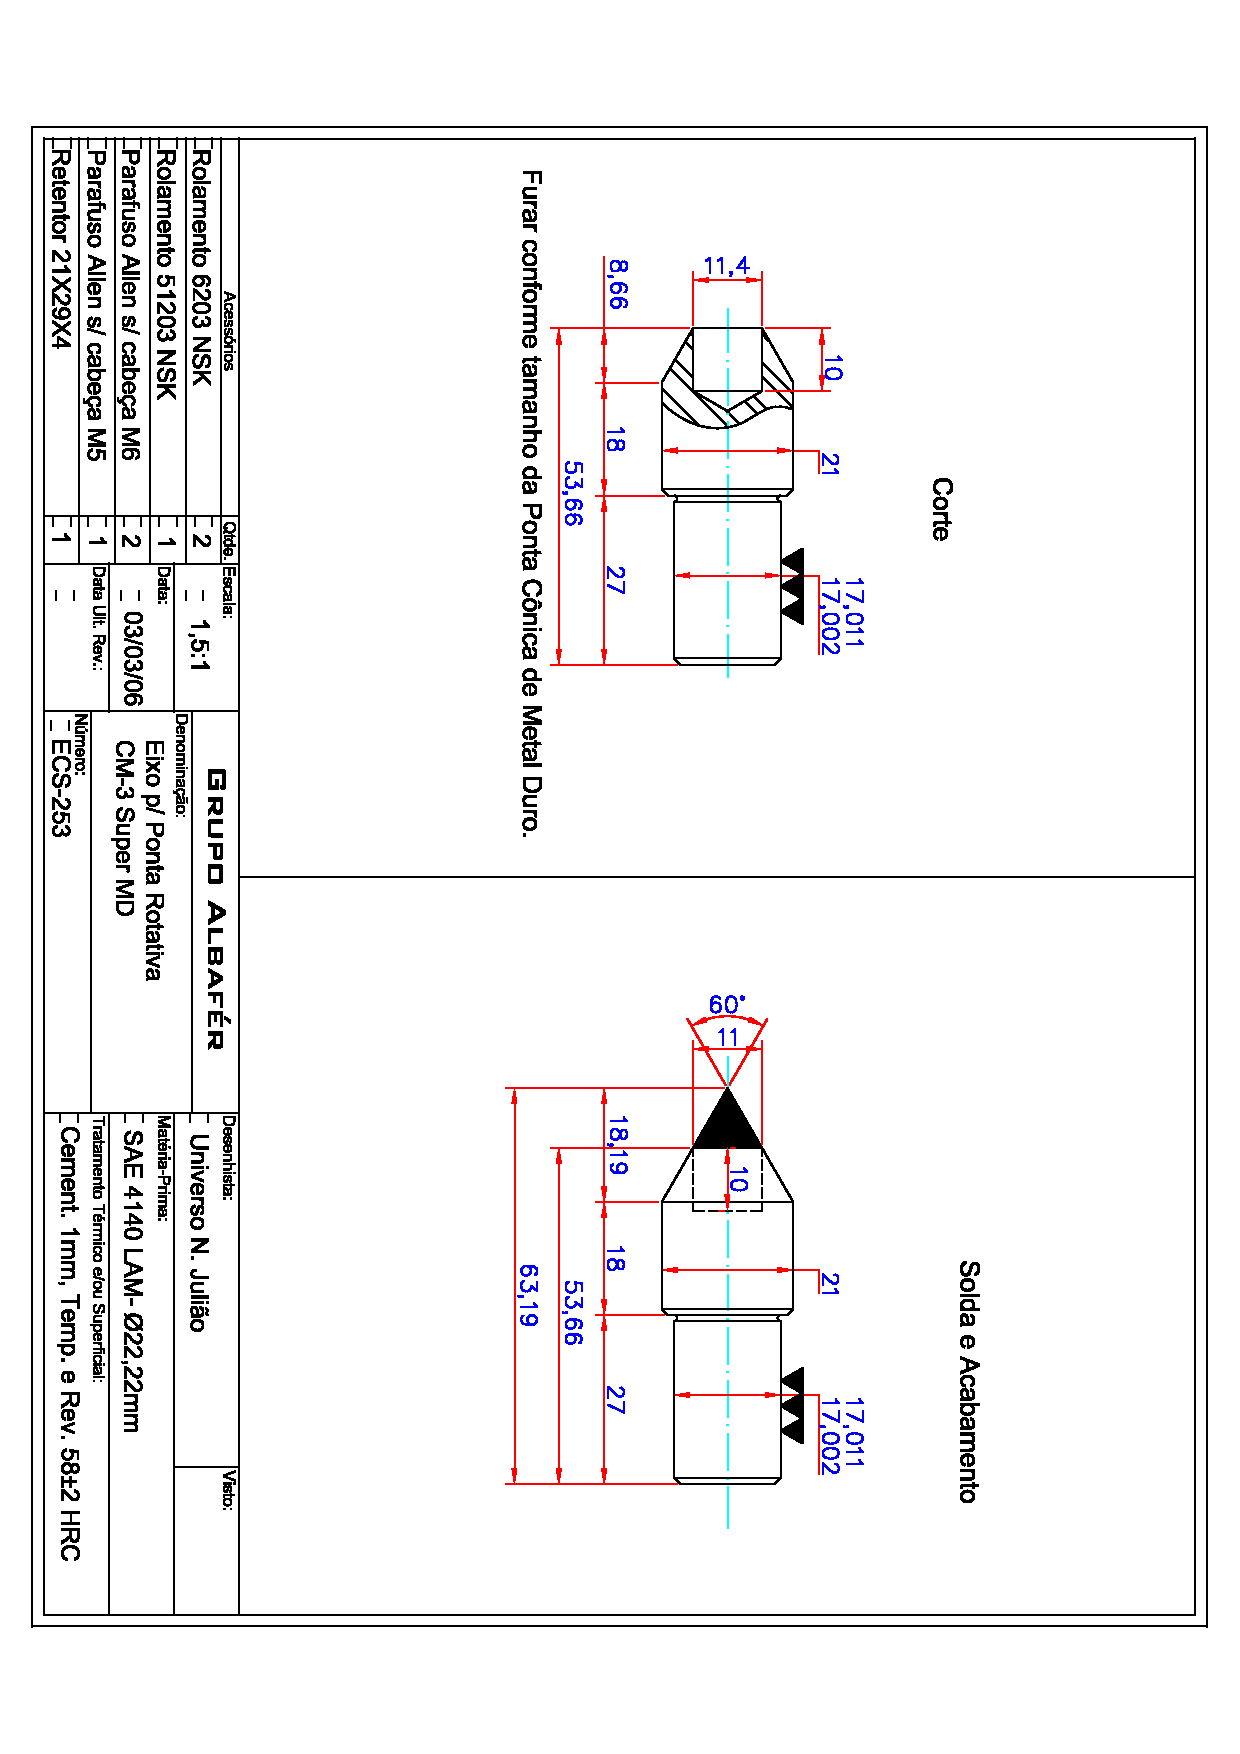 Corte
11,4
10
8,66
18
21
53,66
27
17,011
17,002
Furar conforme tamanho da Ponta Cônica de Metal Duro.
Solda e Acabamento
60°
11
18,19
10
18
21
53,66
63,19
27
17,011
17,002
Acessórios
Qtde.
Rolamento 6203 NSK
2
Rolamento 51203 NSK
1
Parafuso Allen s/ cabeça M6
2
Parafuso Allen s/ cabeça M5
1
Retentor 21X29X4
1
Escala:
1,5:1
Data:
03/03/06
Data Ult. Rev.:
Grupo Albafér
Denominação:
Eixo p/ Ponta Rotativa
CM-3 Super MD
Número:
ECS-253
Desenhista:
Universo N. Julião
Visto:
Matéria-Prima:
SAE 4140 LAM- Ø22,22mm
Tratamento Térmico e/ou Superficial:
Cement. 1mm, Temp. e Rev. 58±2 HRC